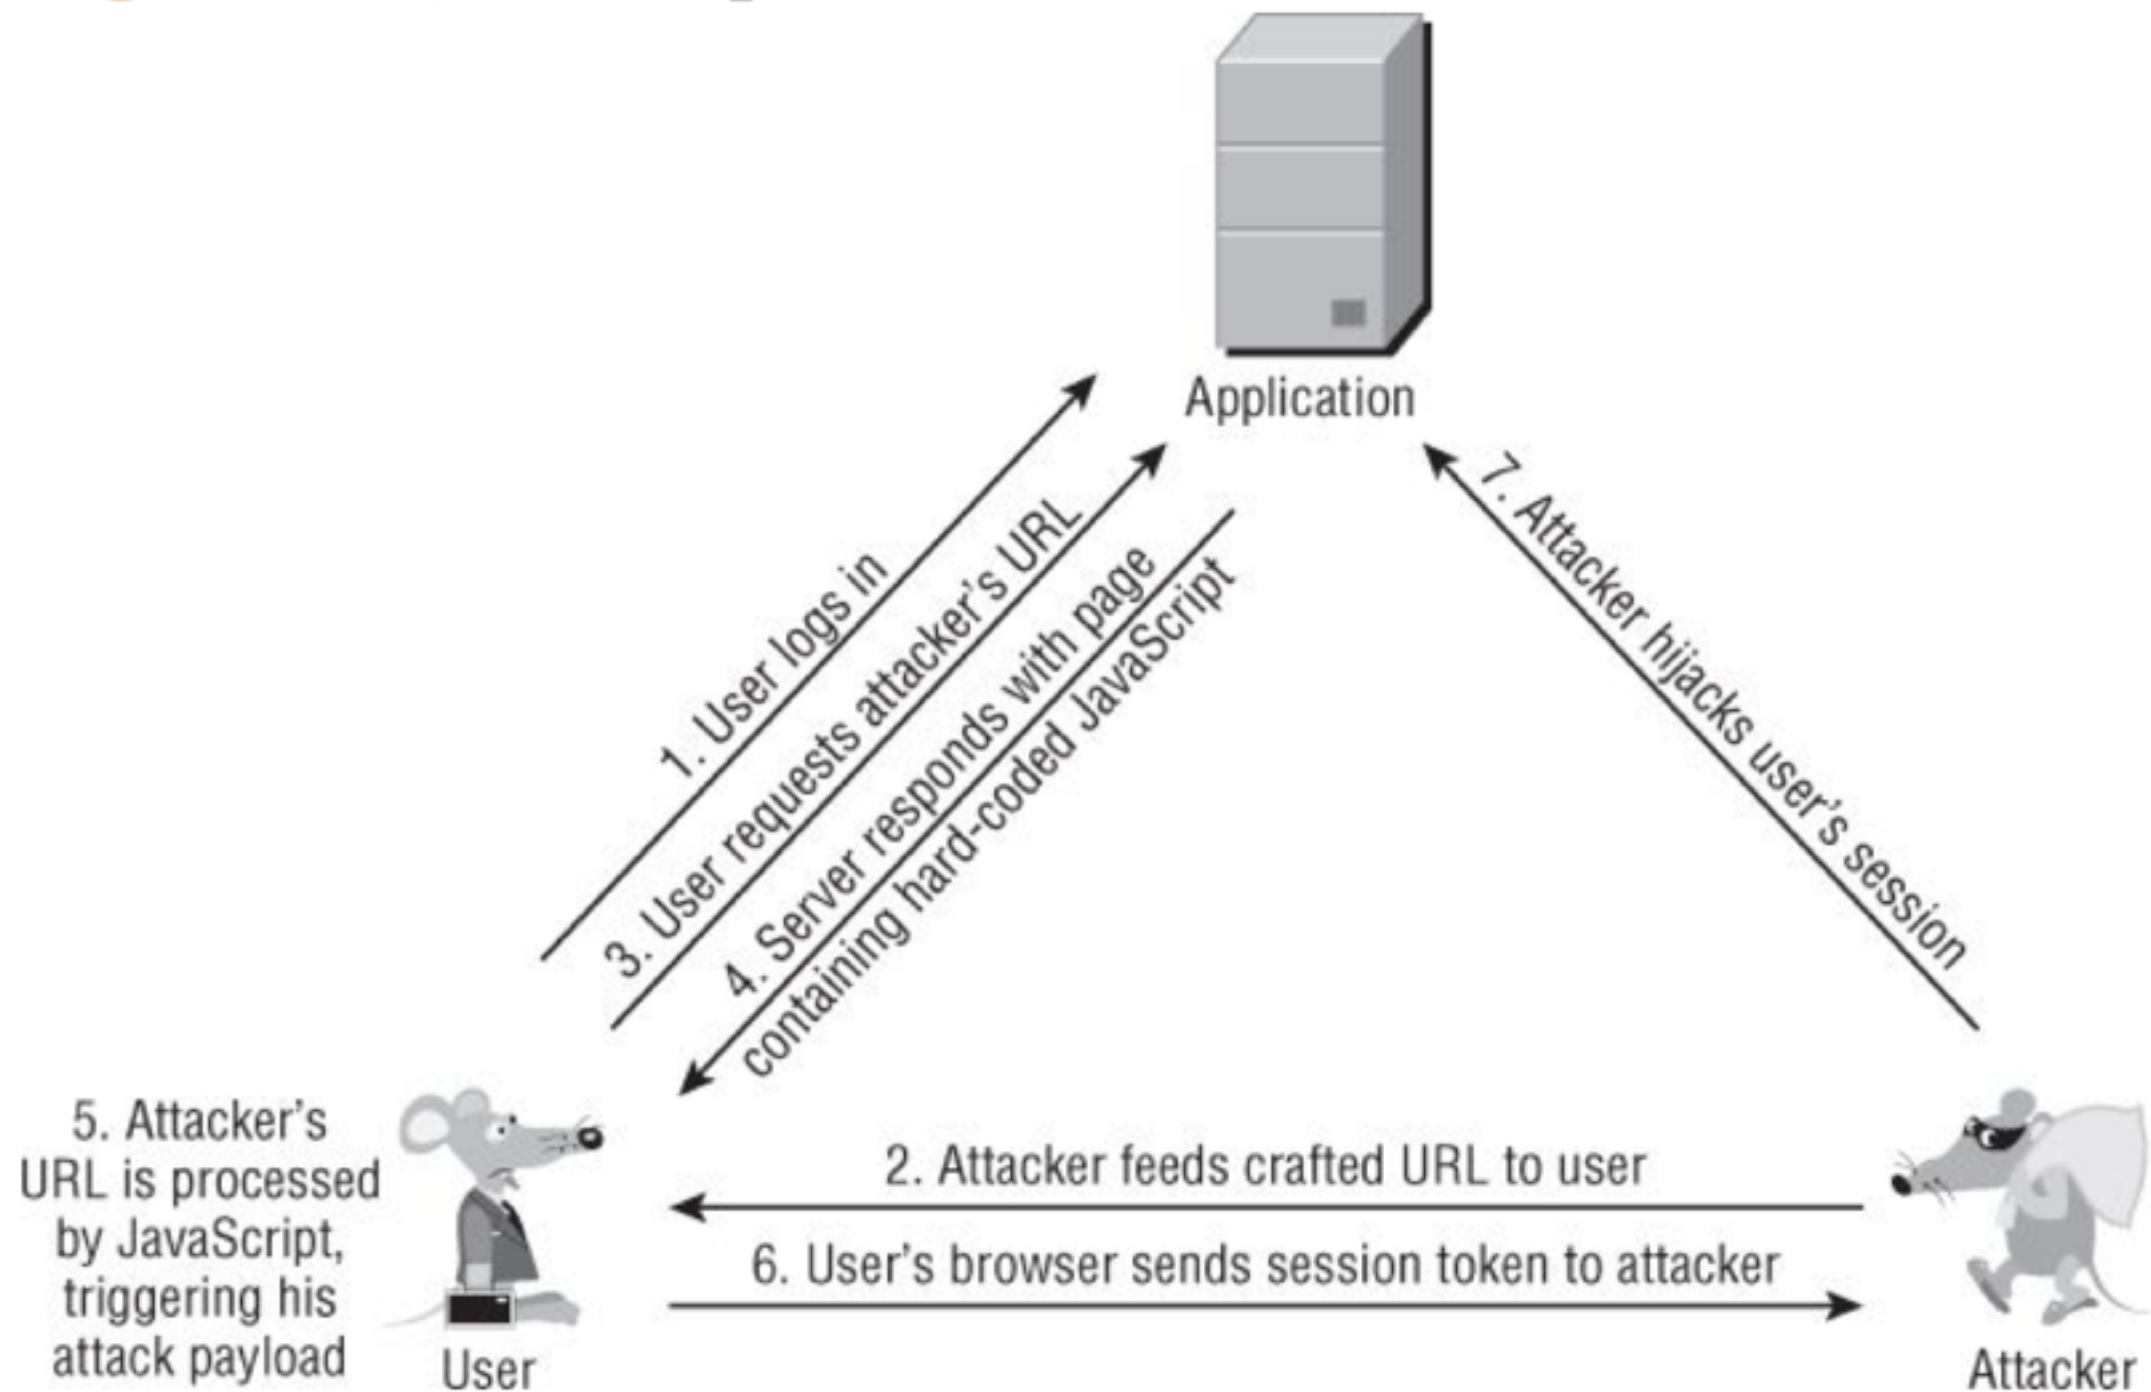 Application
1. User logs in
3. User requests attacker's URL
4. Server responds with page
containing hard-coded JavaScript
7. Attacker hijacks user's session
5. Attacker's
URL is processed
by JavaScript,
triggering his
attack payload
User
2. Attacker feeds crafted URL to user
6. User's browser sends session token to attacker
Attacker